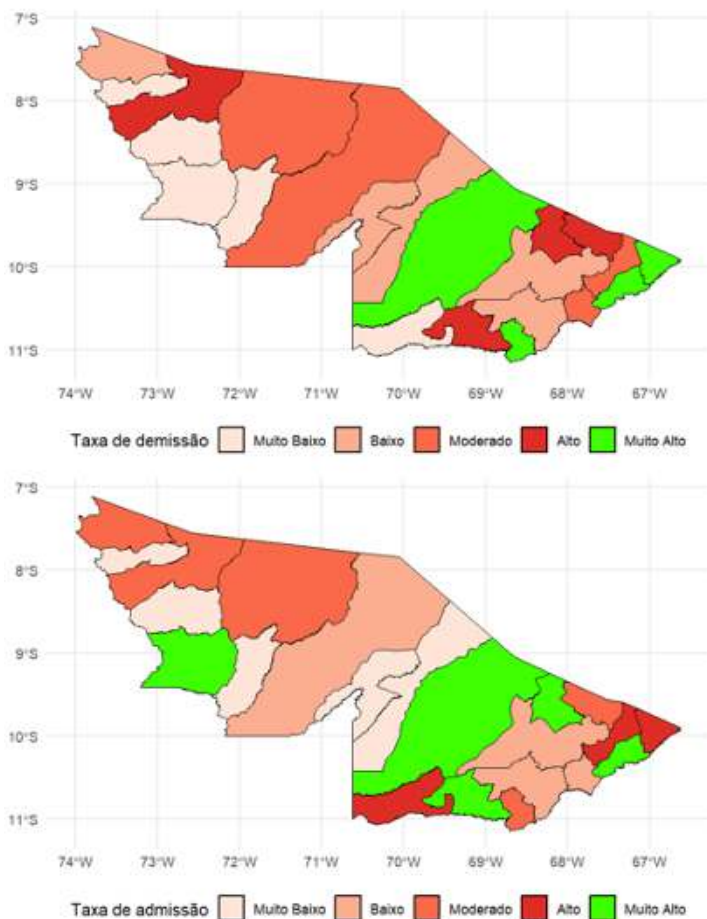 7°S
8°S
9°S
10°S
11°S
74°W 73°W 72°W 71°W 70°W 69°W 68°W 67°W
Taxa de demissão Muito Baixo Baixo Moderado Alto Muito Alto
7°S
8°S
9°S
10°S
11°S
74°W 73°W 72°W 71°W 70°W 69°W 68°W 67°W
Taxa de admissão Muito Baixo Baixo Moderado Alto Muito Alto